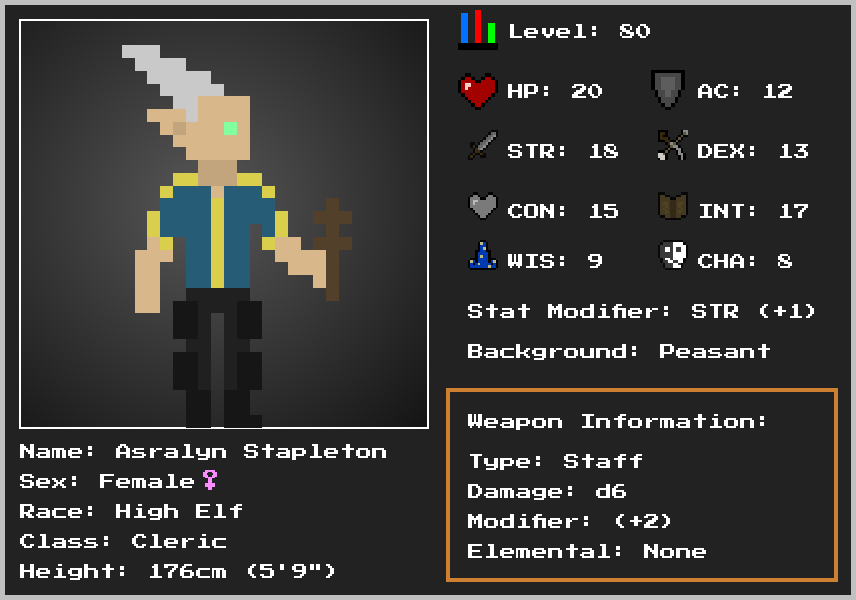 Level: 80
HP: 20 AC: 12
STR: 18 DEX: 13
CON: 15 INT: 17
WIS: 9 CHA: 8
Stat Modifier: STR (+1)
Background: Peasant
Weapon Information:
Type: Staff
Damage: d6
Modifier: (+2)
Elemental: None
Name: Asralyn Stapleton
Sex: Female♀
Race: High Elf
Class: Cleric
Height: 176cm (5'9")